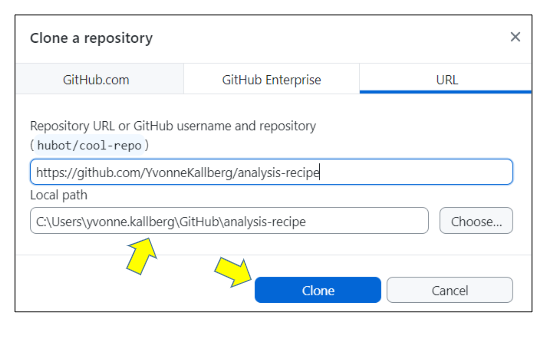 Clone a repository
GitHub.com
GitHub Enterprise
URL
Repository URL or GitHub username and repository
(hubot/cool-repo)
https://github.com/YvonneKallberg/analysis-recipe
Local path
C:\Users\yvonne.kallberg\GitHub\analysis-recipe
Choose...
Clone
Cancel